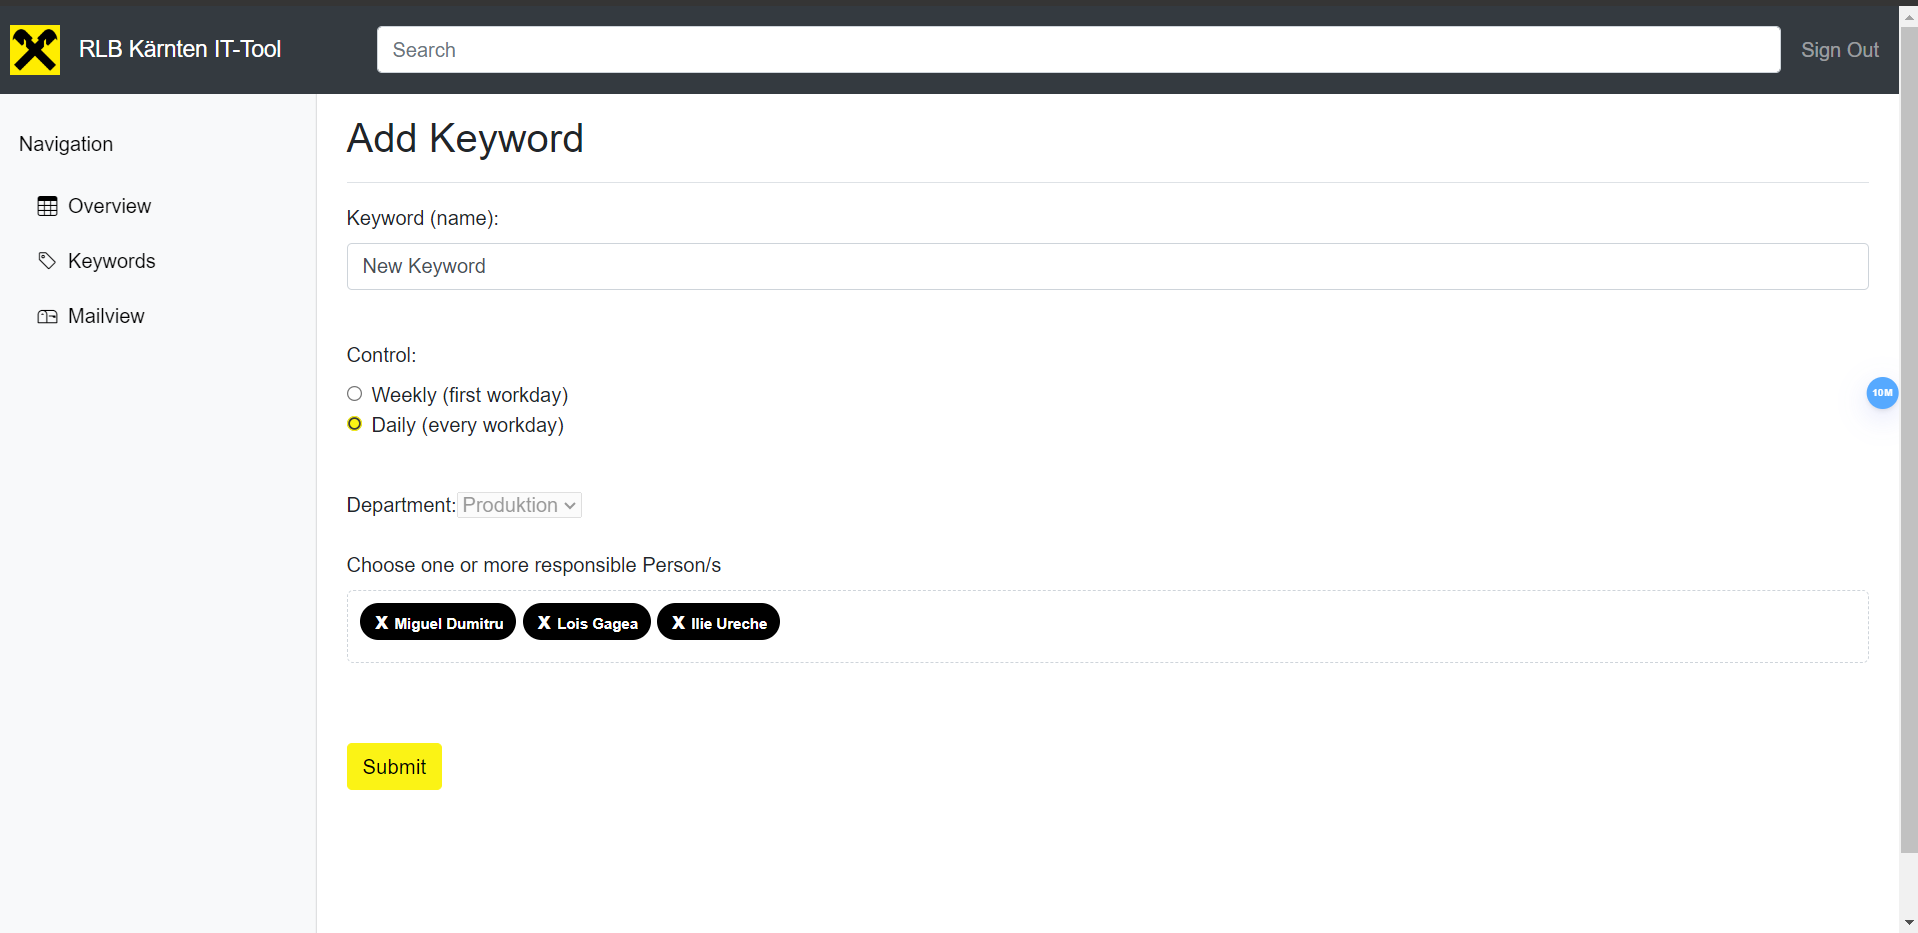 RLB Kärnten IT-Tool
Search
Sign Out
Navigation
Overview
Keywords
Mailview
Add Keyword
Keyword (name):
New Keyword
Control:
Weekly (first workday)
Daily (every workday)
Department: Produktion
Choose one or more responsible Person/s
X Miguel Dumitru X Lois Gagea X Ilie Ureche
Submit
10M